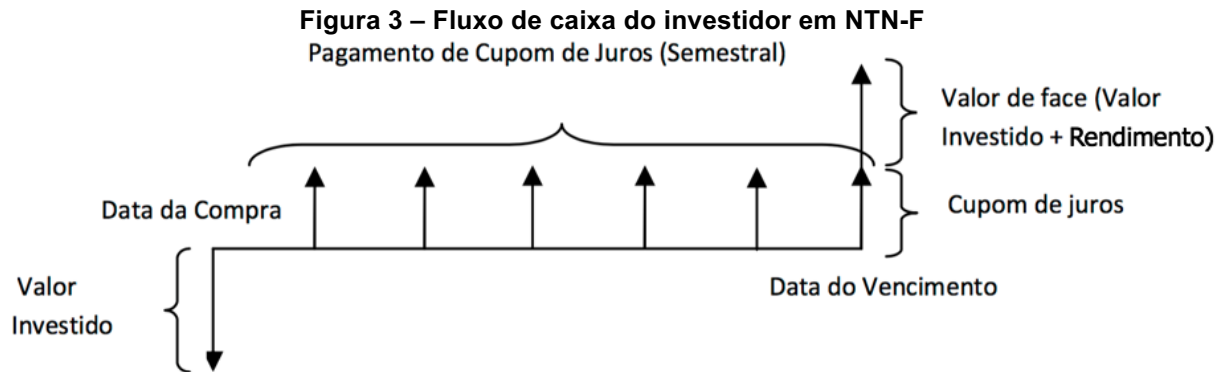 Figura 3 – Fluxo de caixa do investidor em NTN-F
Pagamento de Cupom de Juros (Semestral)
Valor de face (Valor
Investido + Rendimento)
Data da Compra
Cupom de juros
Valor
Investido
Data do Vencimento